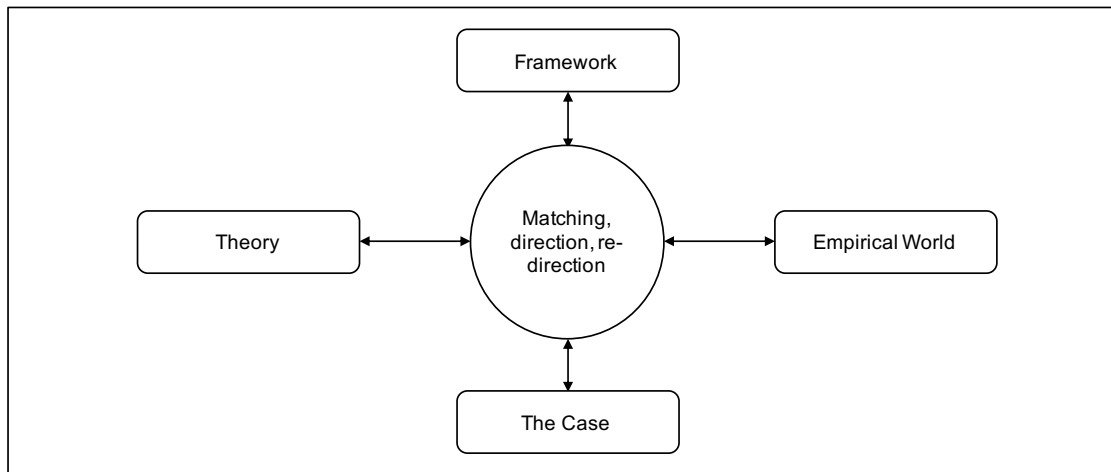 Framework
Theory
Matching,
direction, re-
direction
Empirical World
The Case